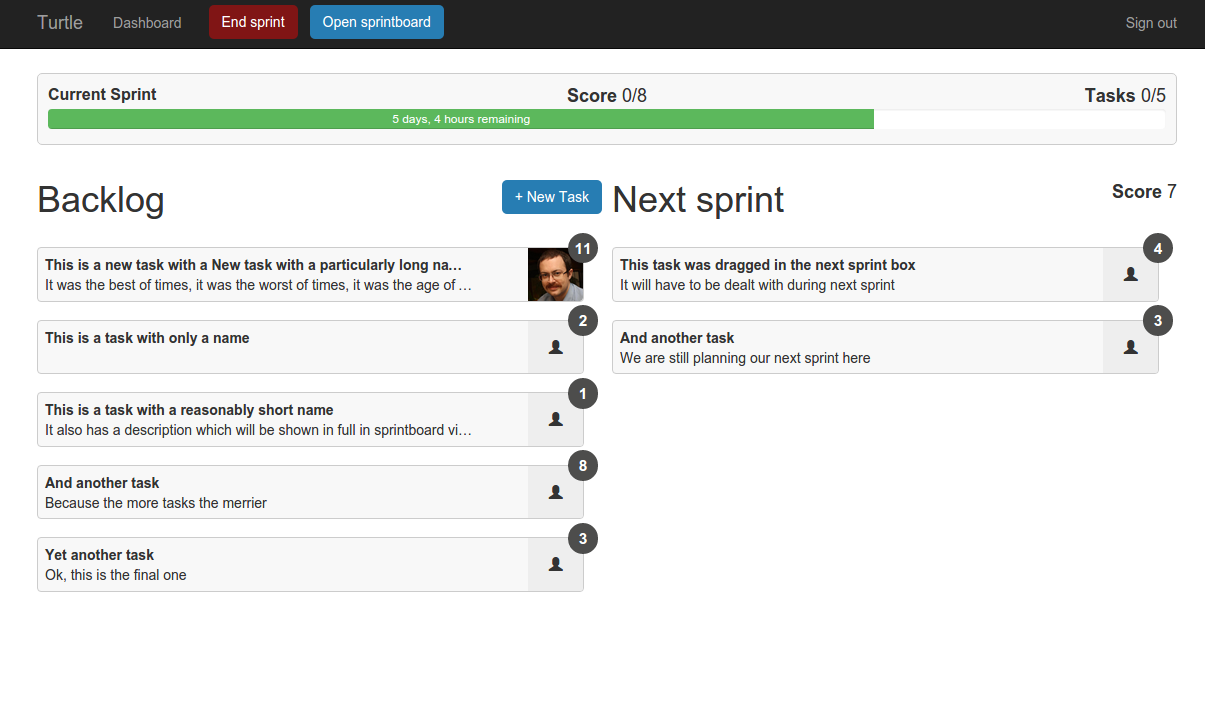 Turtle Dashboard End sprint Open sprintboard Sign out
Current Sprint Score 0/8 Tasks 0/5
5 days, 4 hours remaining
Backlog + New Task
11
This is a new task with a New task with a particularly long na…
It was the best of times, it was the worst of times, it was the age of …
2
This is a task with only a name
1
This is a task with a reasonably short name
It also has a description which will be shown in full in sprintboard vi…
8
And another task
Because the more tasks the merrier
3
Yet another task
Ok, this is the final one
Next sprint Score 7
4
This task was dragged in the next sprint box
It will have to be dealt with during next sprint
3
And another task
We are still planning our next sprint here